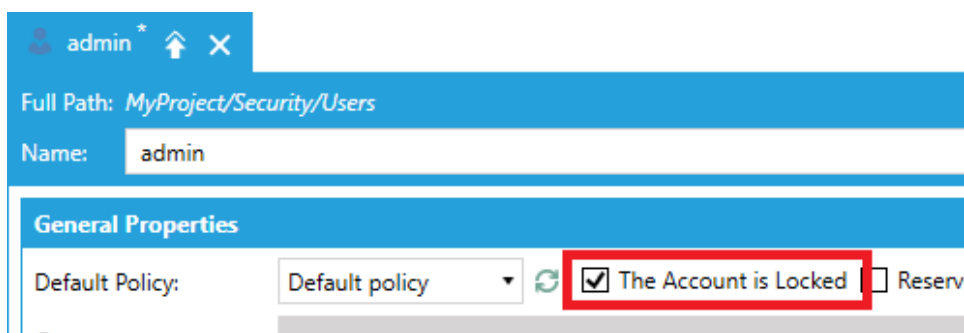 admin*
Full Path: MyProject/Security/Users
Name: admin
General Properties
Default Policy: Default policy The Account is Locked Reserv